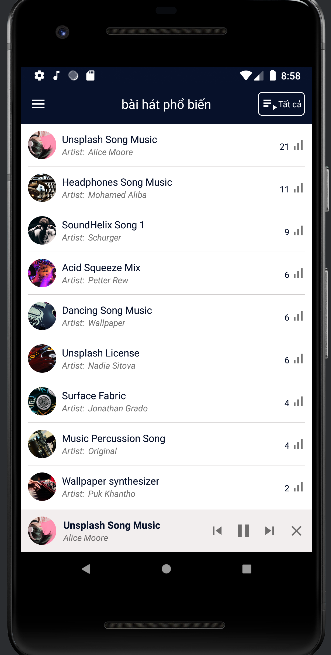 8:58
bài hát phổ biến
Tất cả
Unsplash Song Music
Artist: Alice Moore
21
Headphones Song Music
Artist: Mohamed Aliba
11
SoundHelix Song 1
Artist: Schurger
9
Acid Squeeze Mix
Artist: Petter Rew
6
Dancing Song Music
Artist: Wallpaper
6
Unsplash License
Artist: Nadia Sitova
6
Surface Fabric
Artist: Jonathan Grado
4
Music Percussion Song
Artist: Original
4
Wallpaper synthesizer
Artist: Puk Khantho
2
Unsplash Song Music
Alice Moore